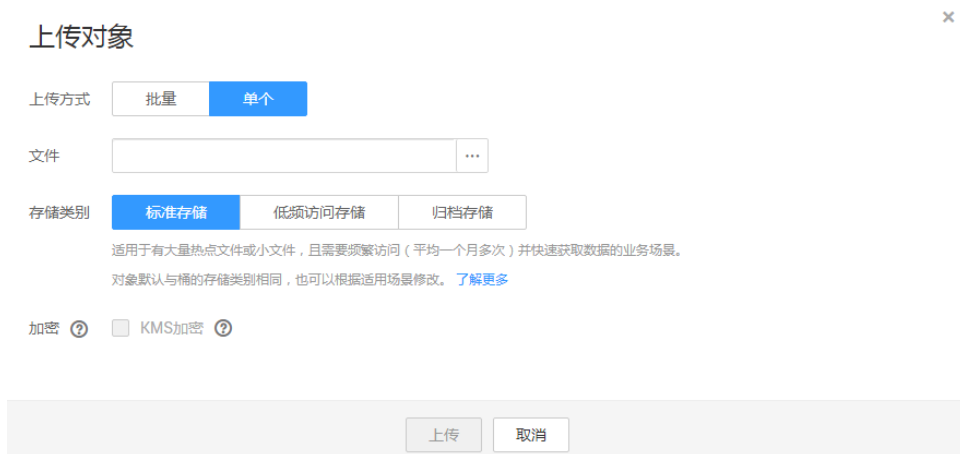 上传对象
上传方式 批量 单个
文件 ...
存储类别 标准存储 低频访问存储 归档存储
适用于有大量热点文件或小文件，且需要频繁访问（平均一个月多次）并快速获取数据的业务场景。
对象默认与桶的存储类别相同，也可以根据适用场景修改。 了解更多
加密 ? KMS加密 ?
上传 取消